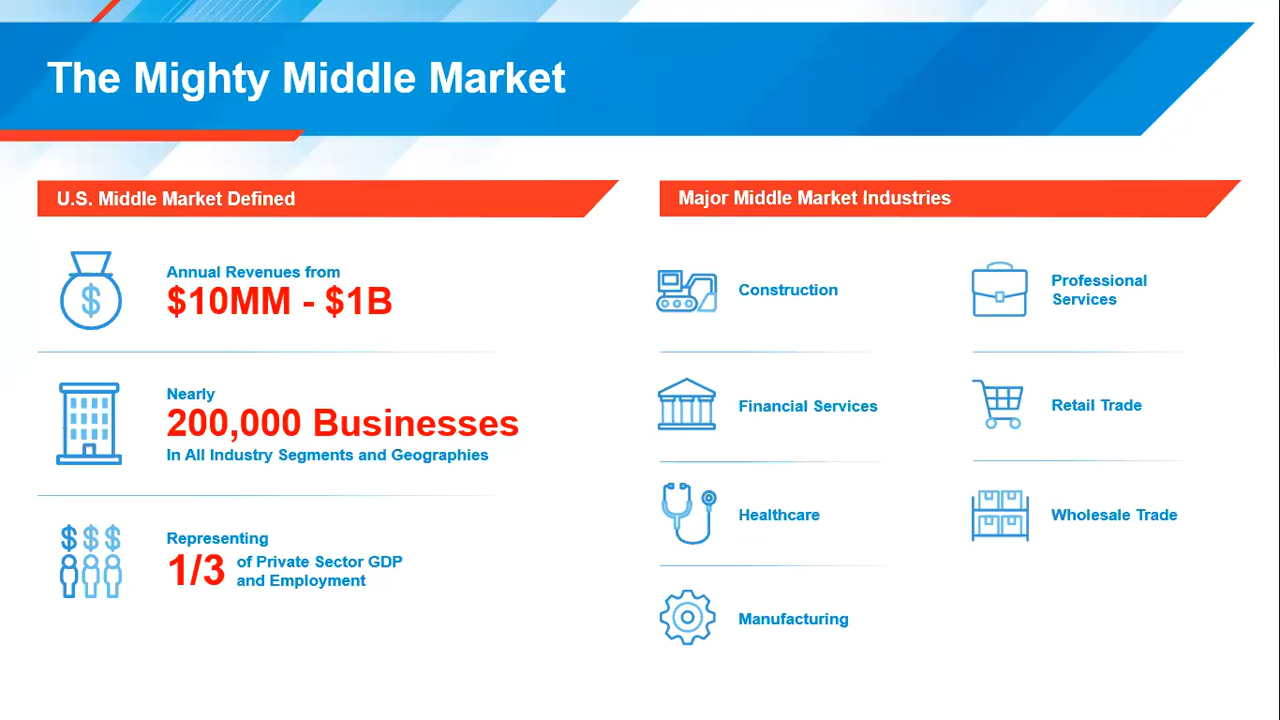 The Mighty Middle Market
U.S. Middle Market Defined
Annual Revenues from
$10MM - $1B
Nearly
200,000 Businesses
In All Industry Segments and Geographies
Representing
1/3 of Private Sector GDP
and Employment
Major Middle Market Industries
Construction
Financial Services
Healthcare
Manufacturing
Professional
Services
Retail Trade
Wholesale Trade